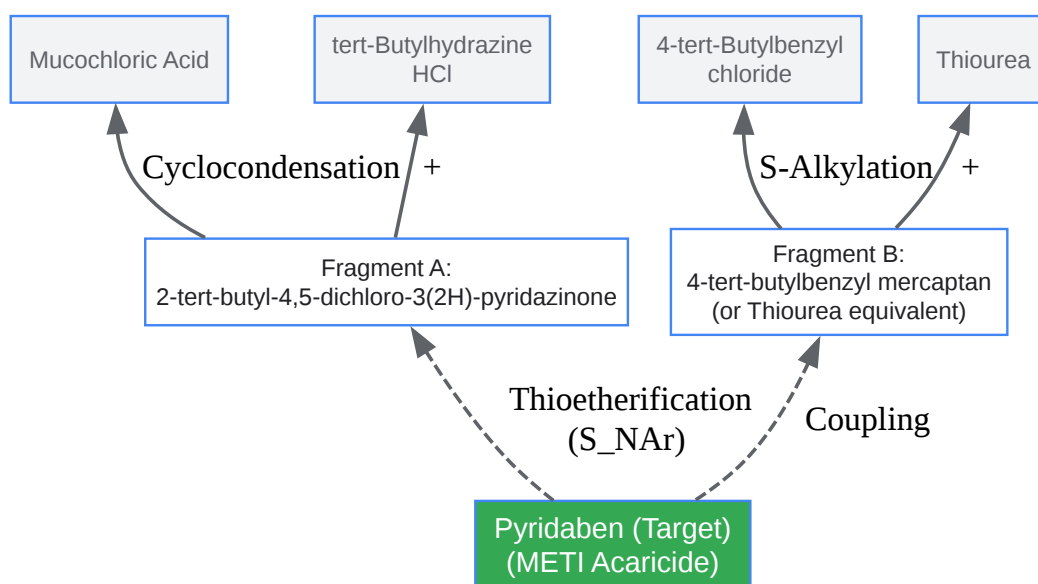 Mucochloric Acid
tert-Butylhydrazine
HCl
4-tert-Butylbenzyl
chloride
Thiourea
Cyclocondensation +
S-Alkylation +
Fragment A:
2-tert-butyl-4,5-dichloro-3(2H)-pyridazinone
Fragment B:
4-tert-butylbenzyl mercaptan
(or Thiourea equivalent)
Thioetherification
(S_NAr)
Coupling
Pyridaben (Target)
(METI Acaricide)